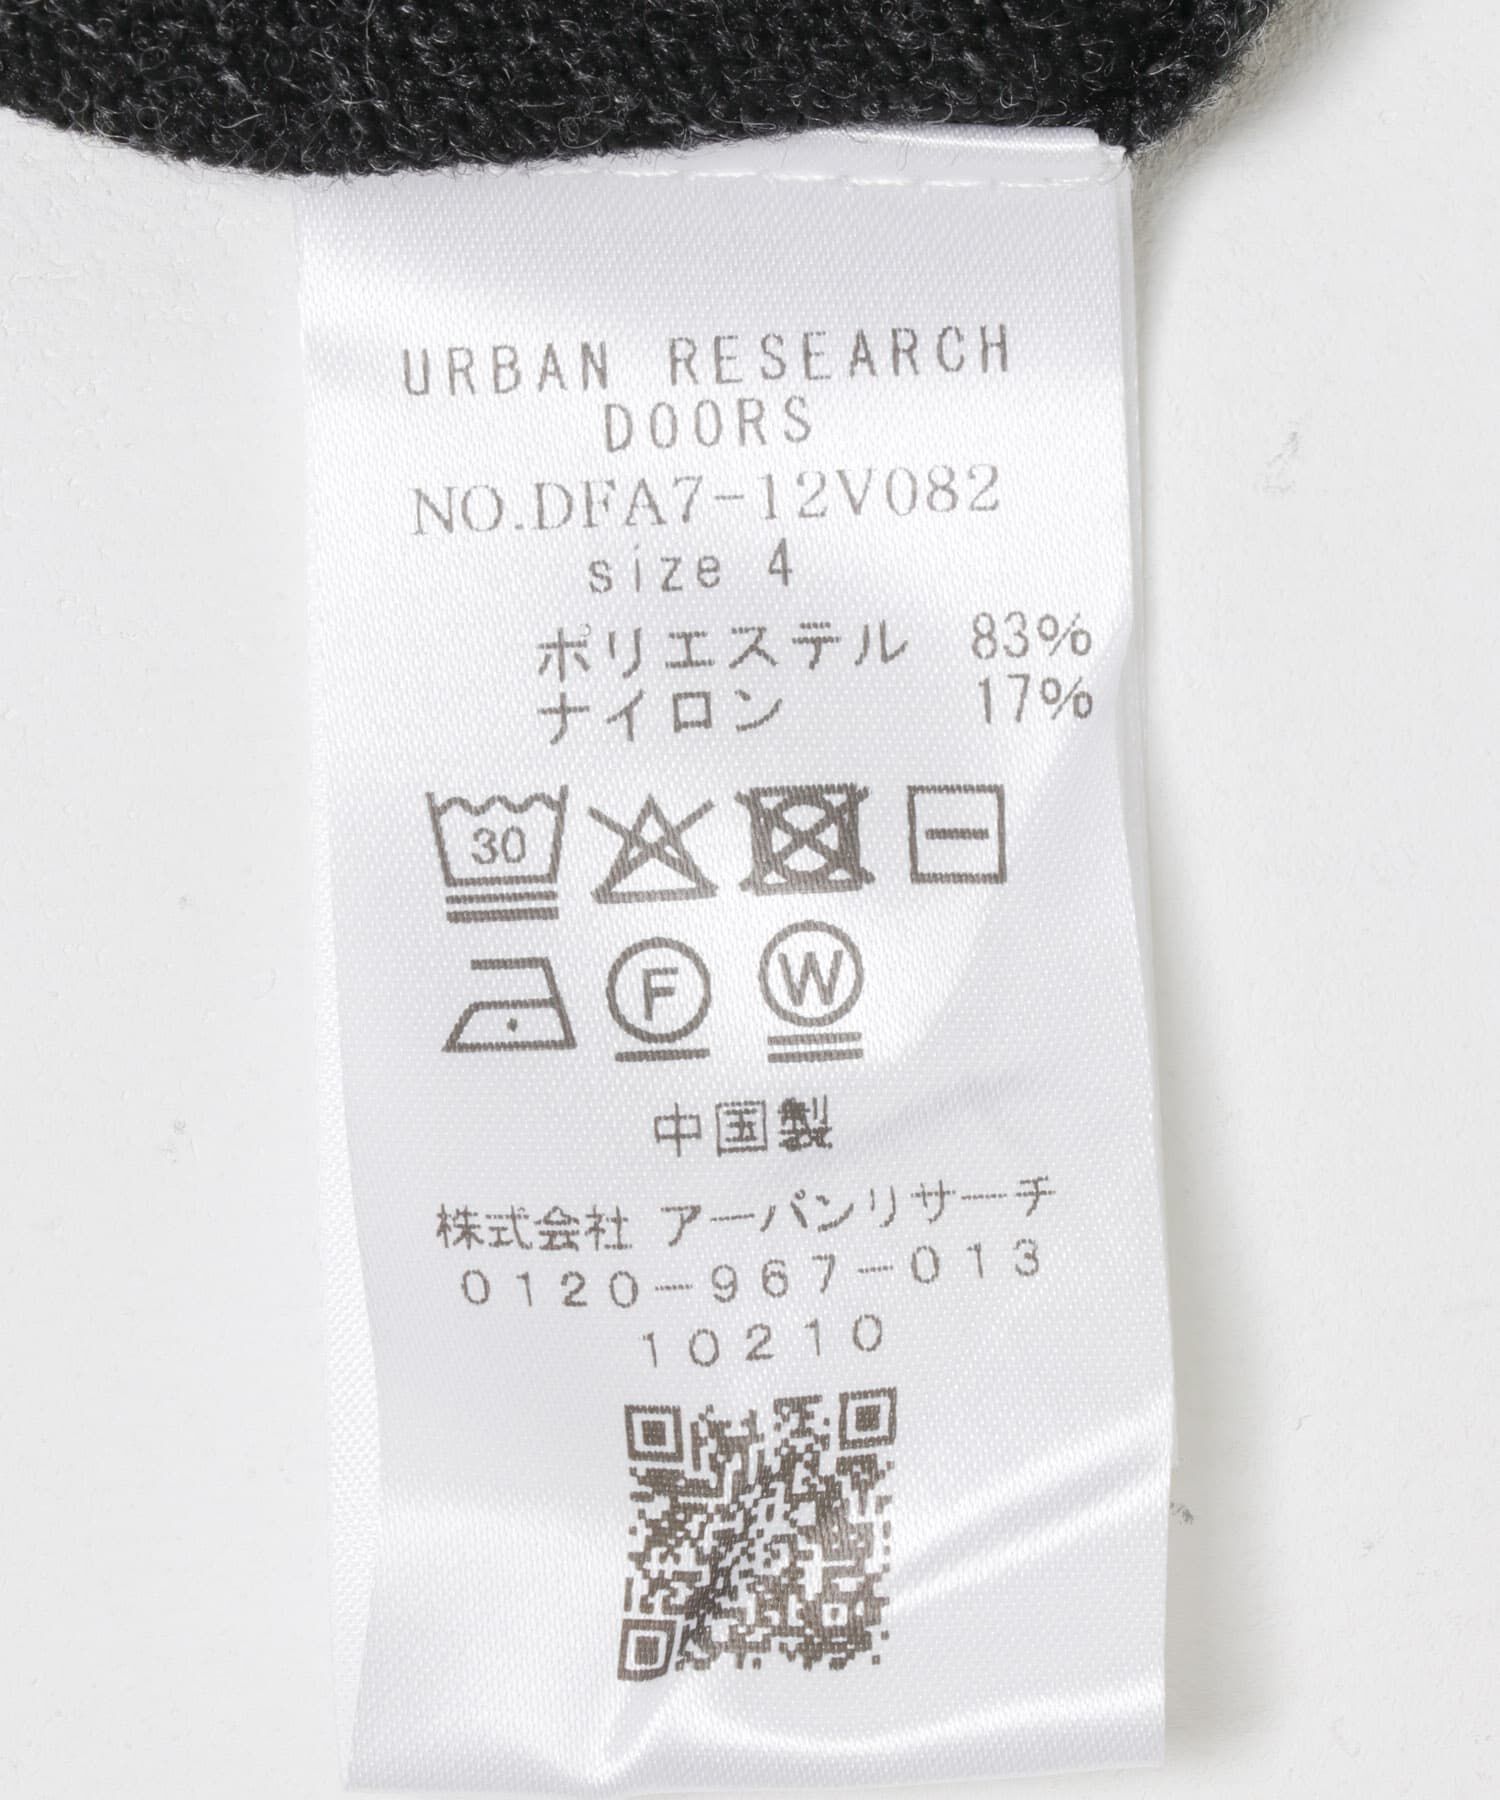 URBAN RESEARCH
DOORS
NO.DFA7-12V082
size 4
ポリエステル 83%
ナイロン 17%
30
F W
中国製
株式会社 アーバンリサーチ
0120-967-013
10210